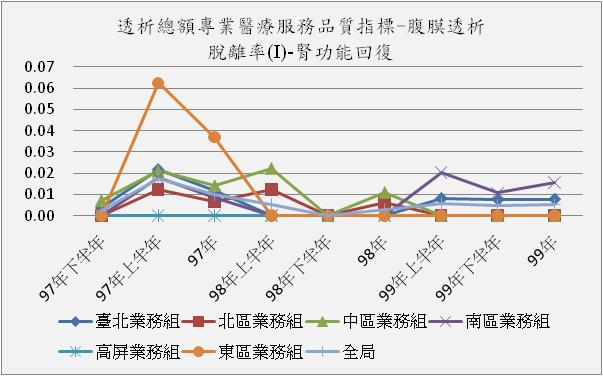 透析總額專業醫療服務品質指標-腹膜透析
脫離率(I)-腎功能回復
0.07
0.06
0.05
0.04
0.03
0.02
0.01
0.00
97年下半年
97年上半年
97年
98年上半年
98年下半年
98年
99年上半年
99年下半年
99年
臺北業務組 北區業務組 中區業務組 南區業務組
高屏業務組 東區業務組 全局